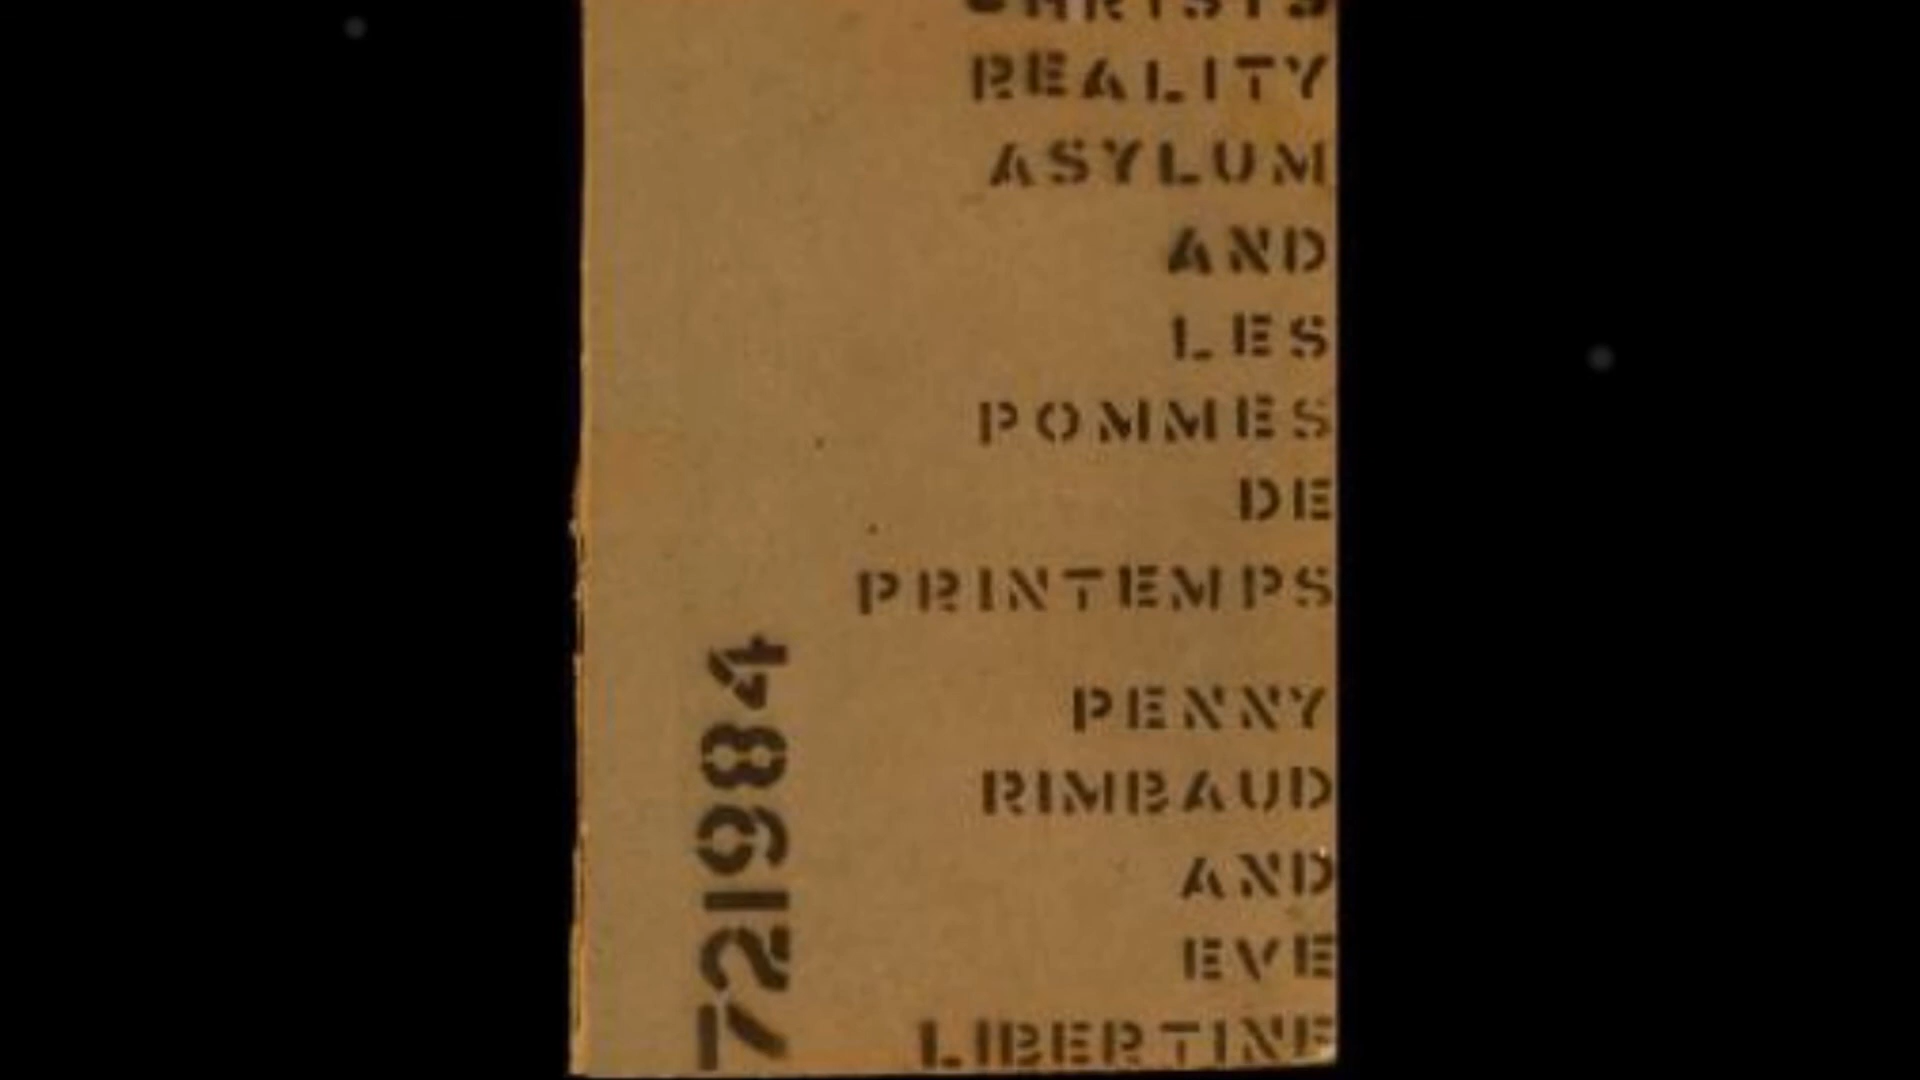 REALITY
ASYLUM
AND
LES
POMMES
DE
PRINTEMPS
PENNY
RIMBAUD
AND
EVE
LIBERTINE
721984